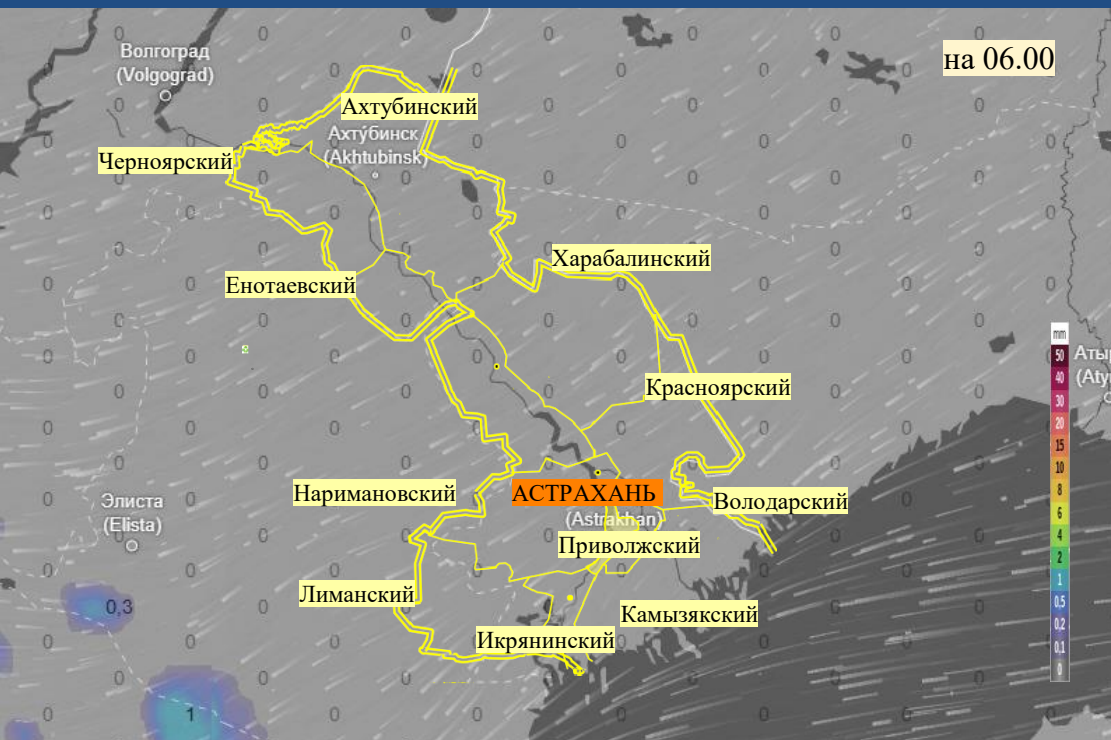 Волгоград
(Volgograd)
на 06.00
Ахтубинский
Ахтубинск
(Akhtubinsk)
Черноярский
Харабалинский
Енотаевский
mm
50
40
30
20
15
10
8
6
4
2
1
0,5
0,2
0,1
0
Красноярский
Наримановский
АСТРАХАНЬ
(Astrakhan)
Володарский
Элиста
(Elista)
Приволжский
Лиманский
0,3
Камызякский
Икрянинский
1